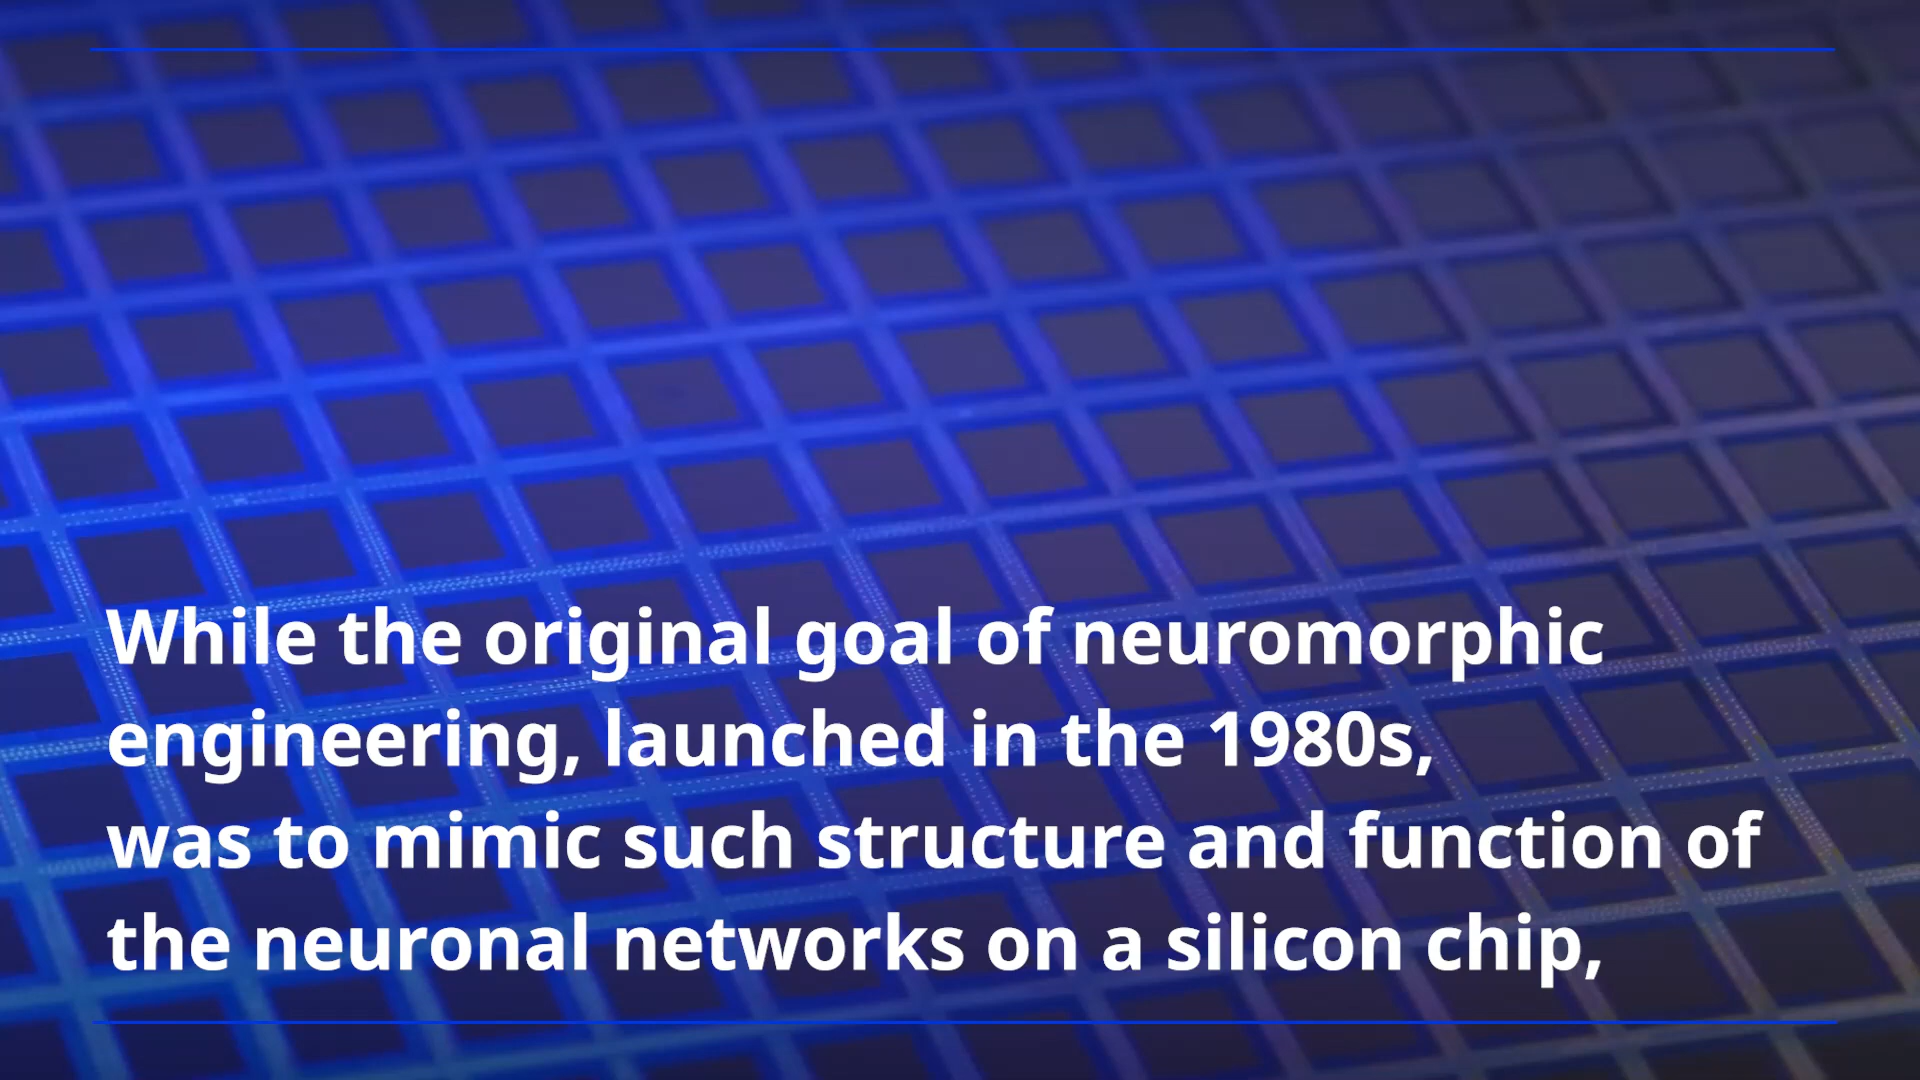 While the original goal of neuromorphic
engineering, launched in the 1980s,
was to mimic such structure and function of
the neuronal networks on a silicon chip,